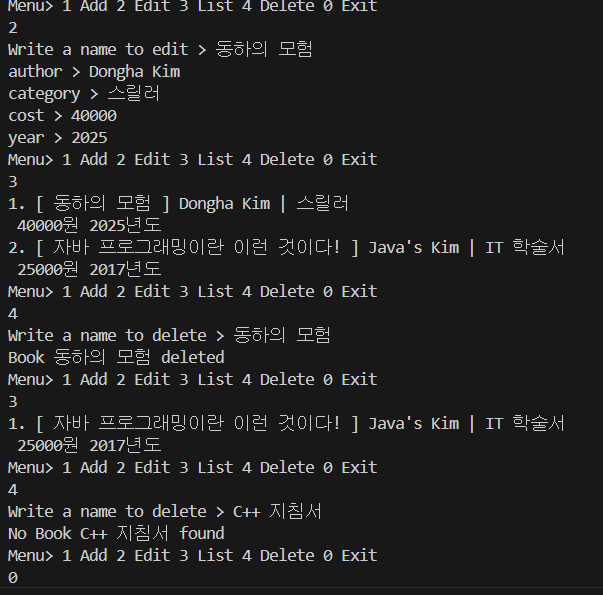 Menu> 1 Add 2 Edit 3 List 4 Delete 0 Exit
2
Write a name to edit > 동하의 모험
author > Dongha Kim
category > 스릴러
cost > 40000
year > 2025
Menu> 1 Add 2 Edit 3 List 4 Delete 0 Exit
3
1. [ 동하의 모험 ] Dongha Kim | 스릴러
 40000원 2025년도
2. [ 자바 프로그래밍이란 이런 것이다! ] Java's Kim | IT 학술서
 25000원 2017년도
Menu> 1 Add 2 Edit 3 List 4 Delete 0 Exit
4
Write a name to delete > 동하의 모험
Book 동하의 모험 deleted
Menu> 1 Add 2 Edit 3 List 4 Delete 0 Exit
3
1. [ 자바 프로그래밍이란 이런 것이다! ] Java's Kim | IT 학술서
 25000원 2017년도
Menu> 1 Add 2 Edit 3 List 4 Delete 0 Exit
4
Write a name to delete > C++ 지침서
No Book C++ 지침서 found
Menu> 1 Add 2 Edit 3 List 4 Delete 0 Exit
0